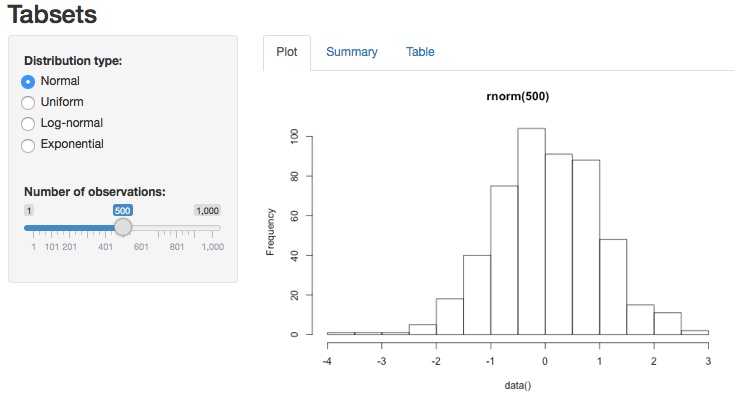 Tabsets
Distribution type:
Normal
Uniform
Log-normal
Exponential
Number of observations:
1 500 1,000
1 101 201 401 601 801 1,000
Plot Summary Table
rnorm(500)
Frequency
100
80
60
40
20
0
-4 -3 -2 -1 0 1 2 3
data()